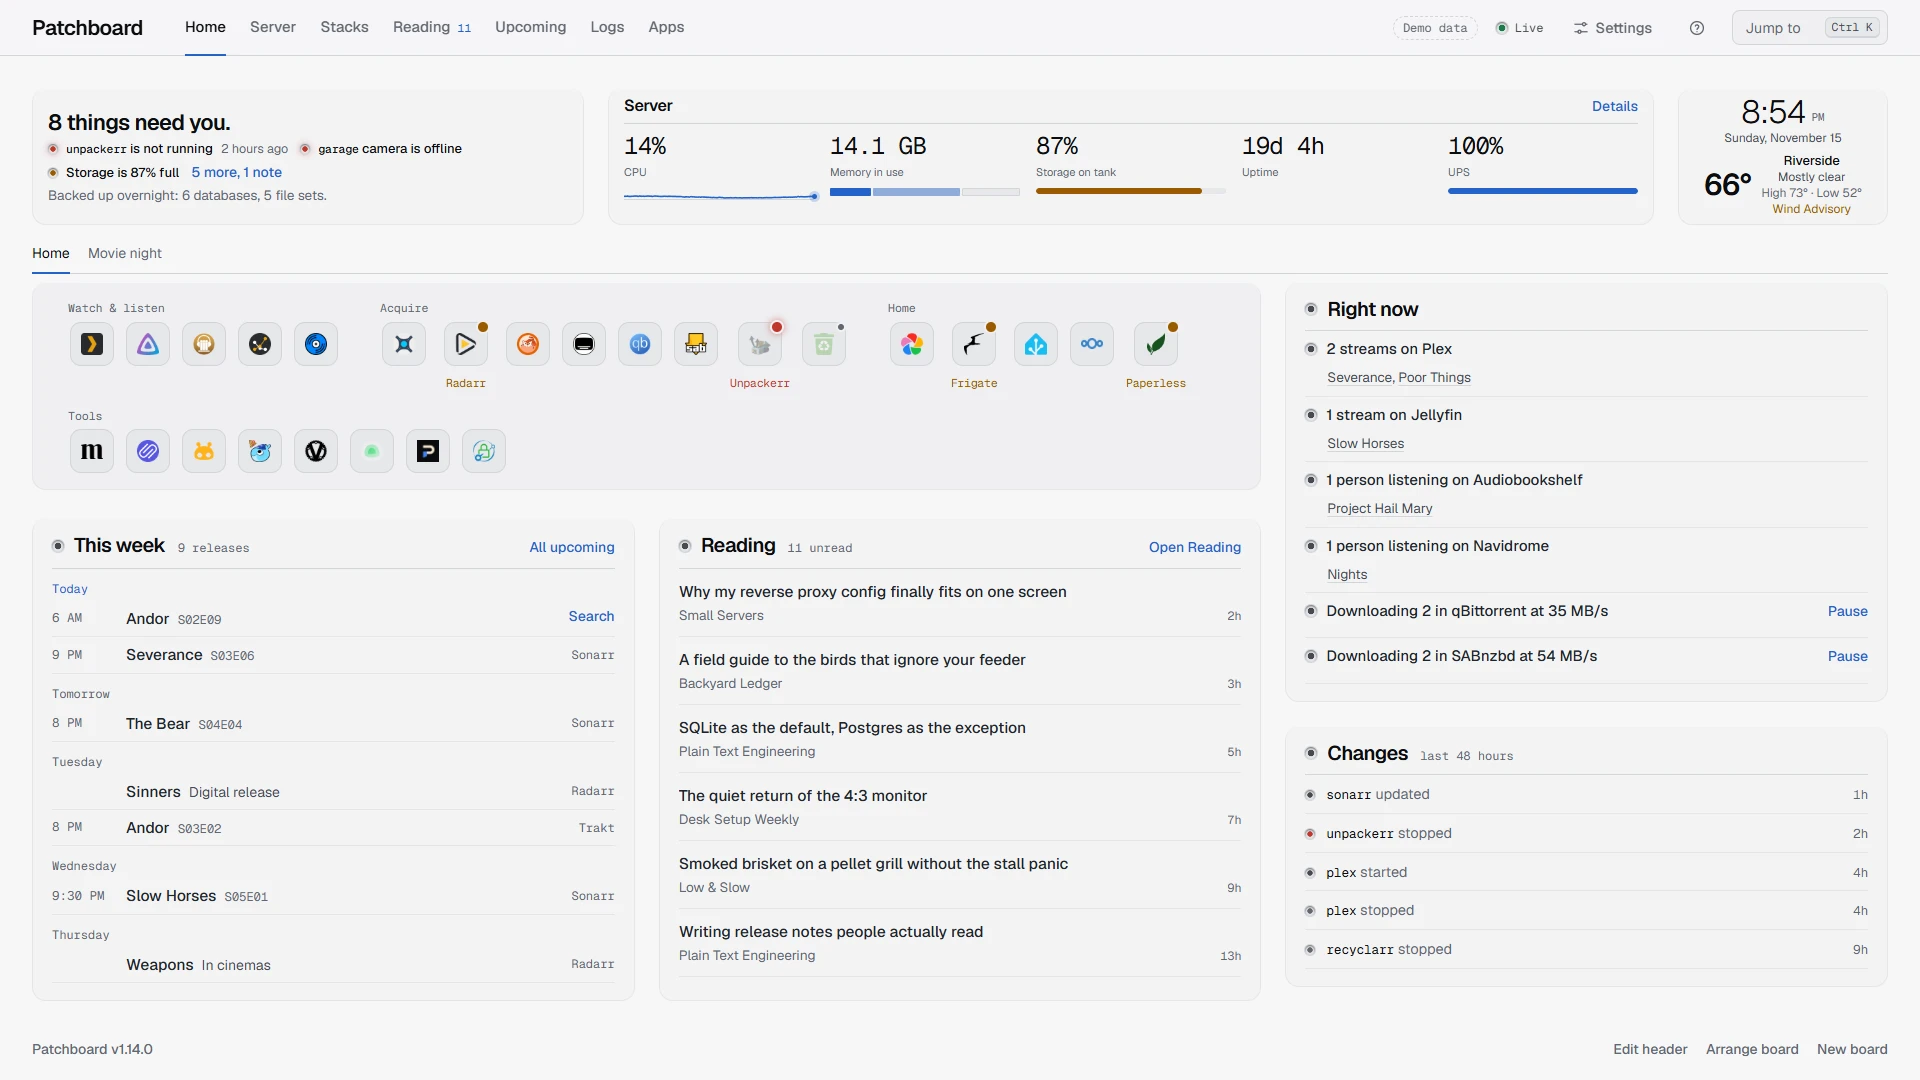 Patchboard
Home
Server
Stacks
Reading 11
Upcoming
Logs
Apps
Demo data
Live
Settings
Jump to
Ctrl K
8 things need you.
unpackerr is not running 2 hours ago
garage camera is offline
Storage is 87% full
5 more, 1 note
Backed up overnight: 6 databases, 5 file sets.
Server
Details
14%
CPU
14.1 GB
Memory in use
87%
Storage on tank
19d 4h
Uptime
100%
UPS
8:54 PM
Sunday, November 15
66°
Riverside
Mostly clear
High 73° · Low 52°
Wind Advisory
Home
Movie night
Watch & listen
Acquire
Radarr
Unpackerr
Home
Frigate
Paperless
Tools
This week 9 releases
All upcoming
Today
6 AM Andor S02E09 Search
9 PM Severance S03E06 Sonarr
Tomorrow
8 PM The Bear S04E04 Sonarr
Tuesday
Sinners Digital release Radarr
8 PM Andor S03E02 Trakt
Wednesday
9:30 PM Slow Horses S05E01 Sonarr
Thursday
Weapons In cinemas Radarr
Reading 11 unread
Open Reading
Why my reverse proxy config finally fits on one screen
Small Servers 2h
A field guide to the birds that ignore your feeder
Backyard Ledger 3h
SQLite as the default, Postgres as the exception
Plain Text Engineering 5h
The quiet return of the 4:3 monitor
Desk Setup Weekly 7h
Smoked brisket on a pellet grill without the stall panic
Low & Slow 9h
Writing release notes people actually read
Plain Text Engineering 13h
Right now
2 streams on Plex
Severance, Poor Things
1 stream on Jellyfin
Slow Horses
1 person listening on Audiobookshelf
Project Hail Mary
1 person listening on Navidrome
Nights
Downloading 2 in qBittorrent at 35 MB/s Pause
Downloading 2 in SABnzbd at 54 MB/s Pause
Changes last 48 hours
sonarr updated 1h
unpackerr stopped 2h
plex started 4h
plex stopped 4h
recyclarr stopped 9h
Patchboard v1.14.0
Edit header
Arrange board
New board